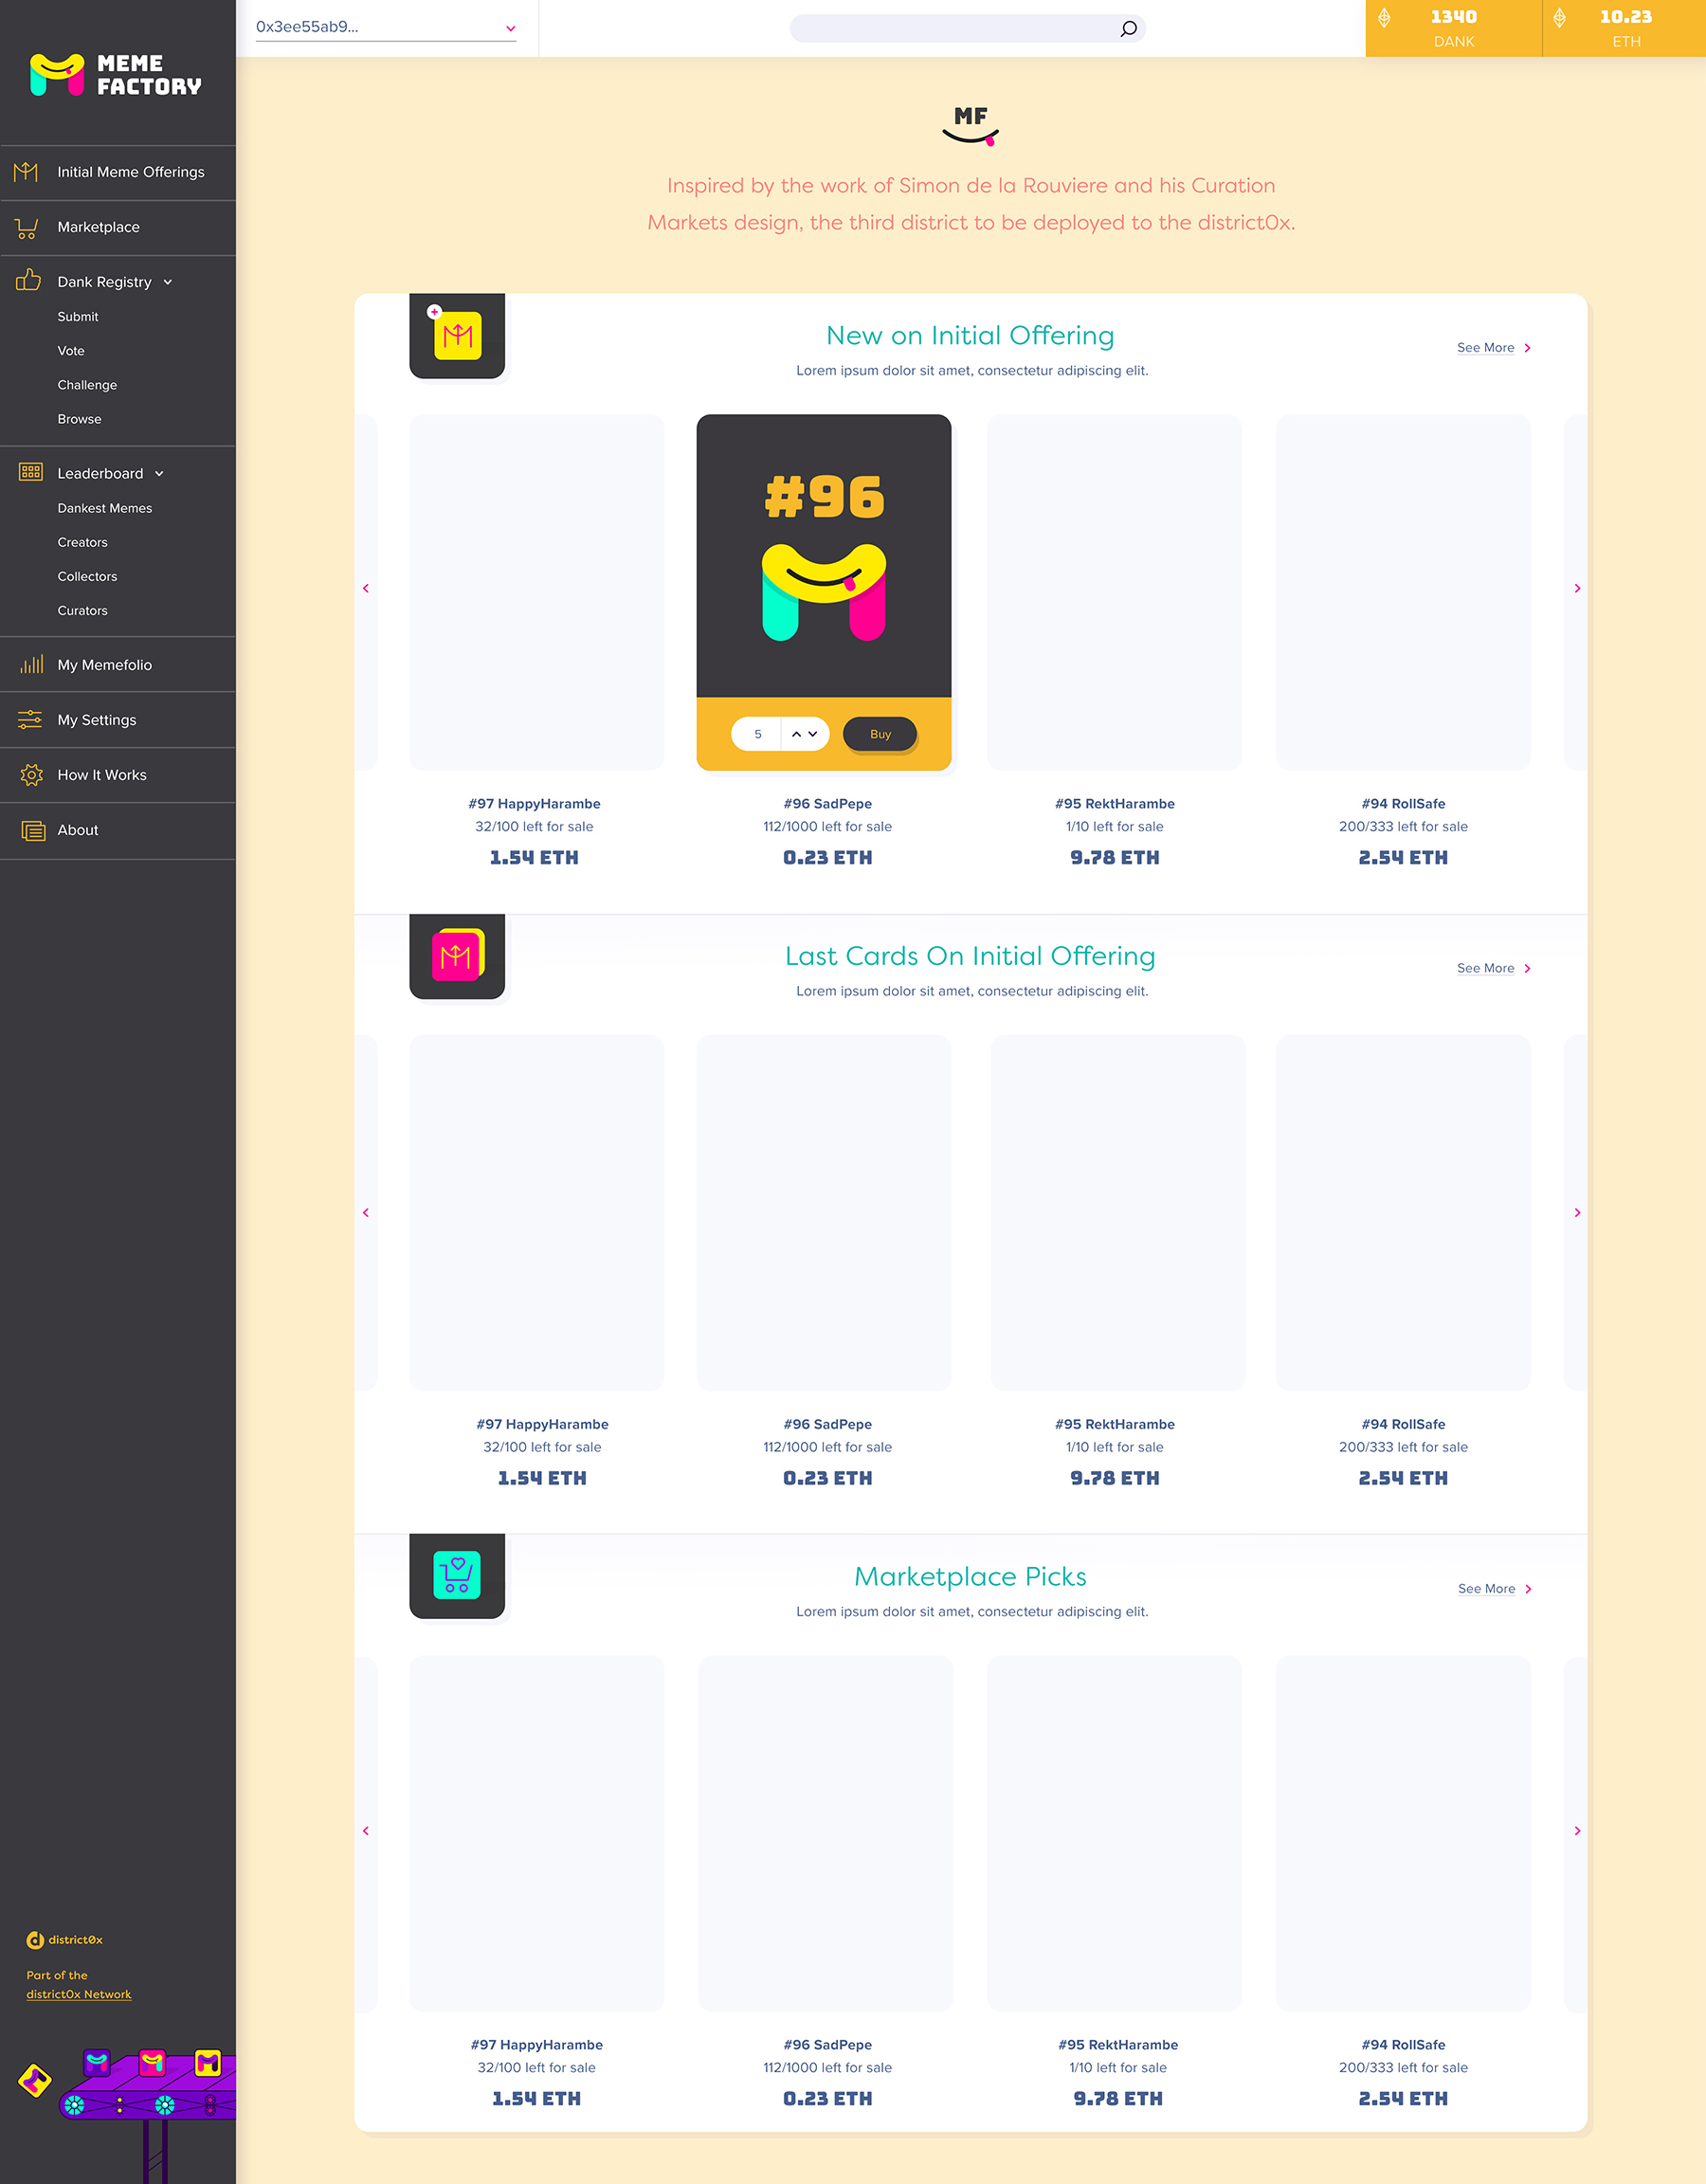 MEME
FACTORY
Initial Meme Offerings
Marketplace
Dank Registry
Submit
Vote
Challenge
Browse
Leaderboard
Dankest Memes
Creators
Collectors
Curators
My Memefolio
My Settings
How It Works
About
district0x
Part of the
district0x Network
0x3ee55ab9...
1340
DANK
10.23
ETH
MF
Inspired by the work of Simon de la Rouviere and his Curation
Markets design, the third district to be deployed to the district0x.
New on Initial Offering
Lorem ipsum dolor sit amet, consectetur adipiscing elit.
See More
#96
5
Buy
#97 HappyHarambe
32/100 left for sale
1.54 ETH
#96 SadPepe
112/1000 left for sale
0.23 ETH
#95 RektHarambe
1/10 left for sale
9.78 ETH
#94 RollSafe
200/333 left for sale
2.54 ETH
Last Cards On Initial Offering
Lorem ipsum dolor sit amet, consectetur adipiscing elit.
See More
#97 HappyHarambe
32/100 left for sale
1.54 ETH
#96 SadPepe
112/1000 left for sale
0.23 ETH
#95 RektHarambe
1/10 left for sale
9.78 ETH
#94 RollSafe
200/333 left for sale
2.54 ETH
Marketplace Picks
Lorem ipsum dolor sit amet, consectetur adipiscing elit.
See More
#97 HappyHarambe
32/100 left for sale
1.54 ETH
#96 SadPepe
112/1000 left for sale
0.23 ETH
#95 RektHarambe
1/10 left for sale
9.78 ETH
#94 RollSafe
200/333 left for sale
2.54 ETH